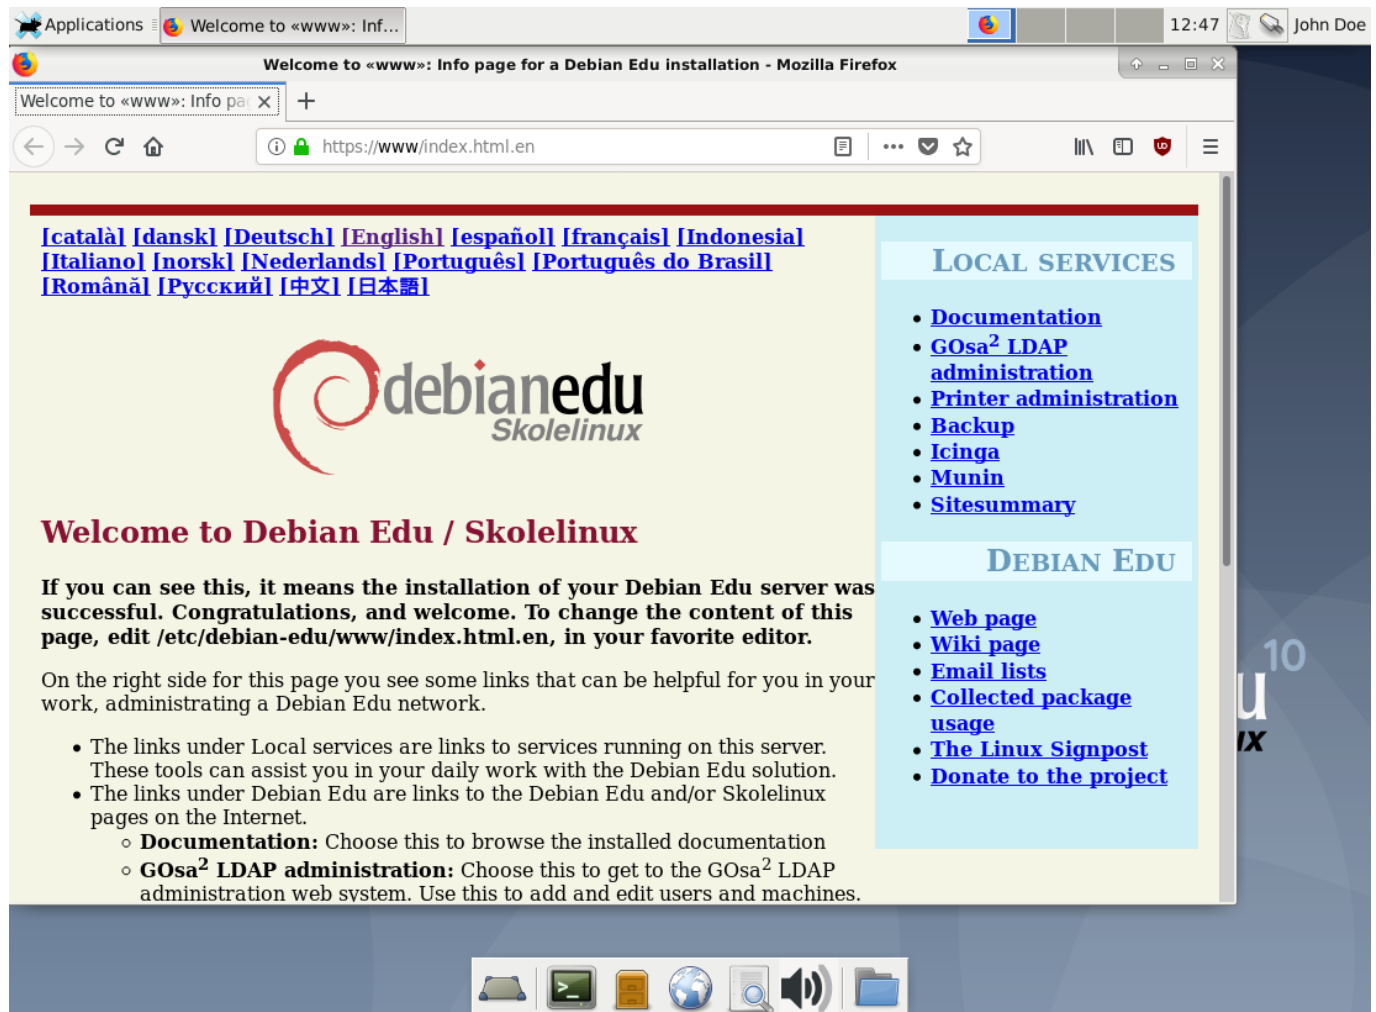 Applications
Welcome to «www»: Inf...
12:47
John Doe
Welcome to «www»: Info page for a Debian Edu installation - Mozilla Firefox
Welcome to «www»: Info pa
https://www/index.html.en
[català] [dansk] [Deutsch] [English] [español] [français] [Indonesia]
[Italiano] [norsk] [Nederlands] [Português] [Português do Brasil]
[Română] [Русский] [中文] [日本語]
debianedu
Skolelinux
Welcome to Debian Edu / Skolelinux
If you can see this, it means the installation of your Debian Edu server was
successful. Congratulations, and welcome. To change the content of this
page, edit /etc/debian-edu/www/index.html.en, in your favorite editor.
On the right side for this page you see some links that can be helpful for you in your
work, administrating a Debian Edu network.
• The links under Local services are links to services running on this server.
These tools can assist you in your daily work with the Debian Edu solution.
• The links under Debian Edu are links to the Debian Edu and/or Skolelinux
pages on the Internet.
◦ Documentation: Choose this to browse the installed documentation
◦ GOsa² LDAP administration: Choose this to get to the GOsa² LDAP
administration web system. Use this to add and edit users and machines.
Local services
• Documentation
• GOsa² LDAP
administration
• Printer administration
• Backup
• Icinga
• Munin
• Sitesummary
Debian Edu
• Web page
• Wiki page
• Email lists
• Collected package
usage
• The Linux Signpost
• Donate to the project
10
u
ux